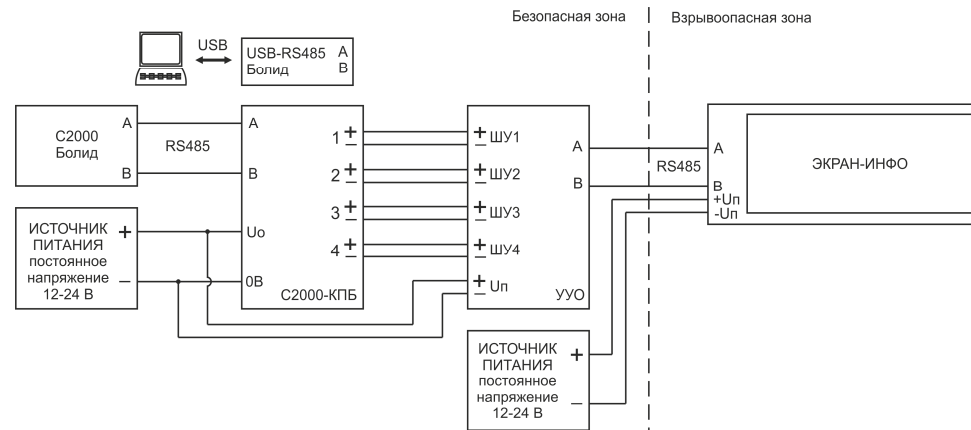 Безопасная зона
Взрывоопасная зона
USB
USB-RS485 A
Болид B
C2000
Болид
A
B
RS485
A
B
Uo
0В
С2000-КПБ
1 + −
2 + −
3 + −
4 + −
+ − ШУ1
+ − ШУ2
+ − ШУ3
+ − ШУ4
+ − Uп
A
B
УУО
RS485
A
B
+Uп
-Uп
ЭКРАН-ИНФО
ИСТОЧНИК
ПИТАНИЯ
постоянное
напряжение
12-24 В
+
−
ИСТОЧНИК
ПИТАНИЯ
постоянное
напряжение
12-24 В
+
−